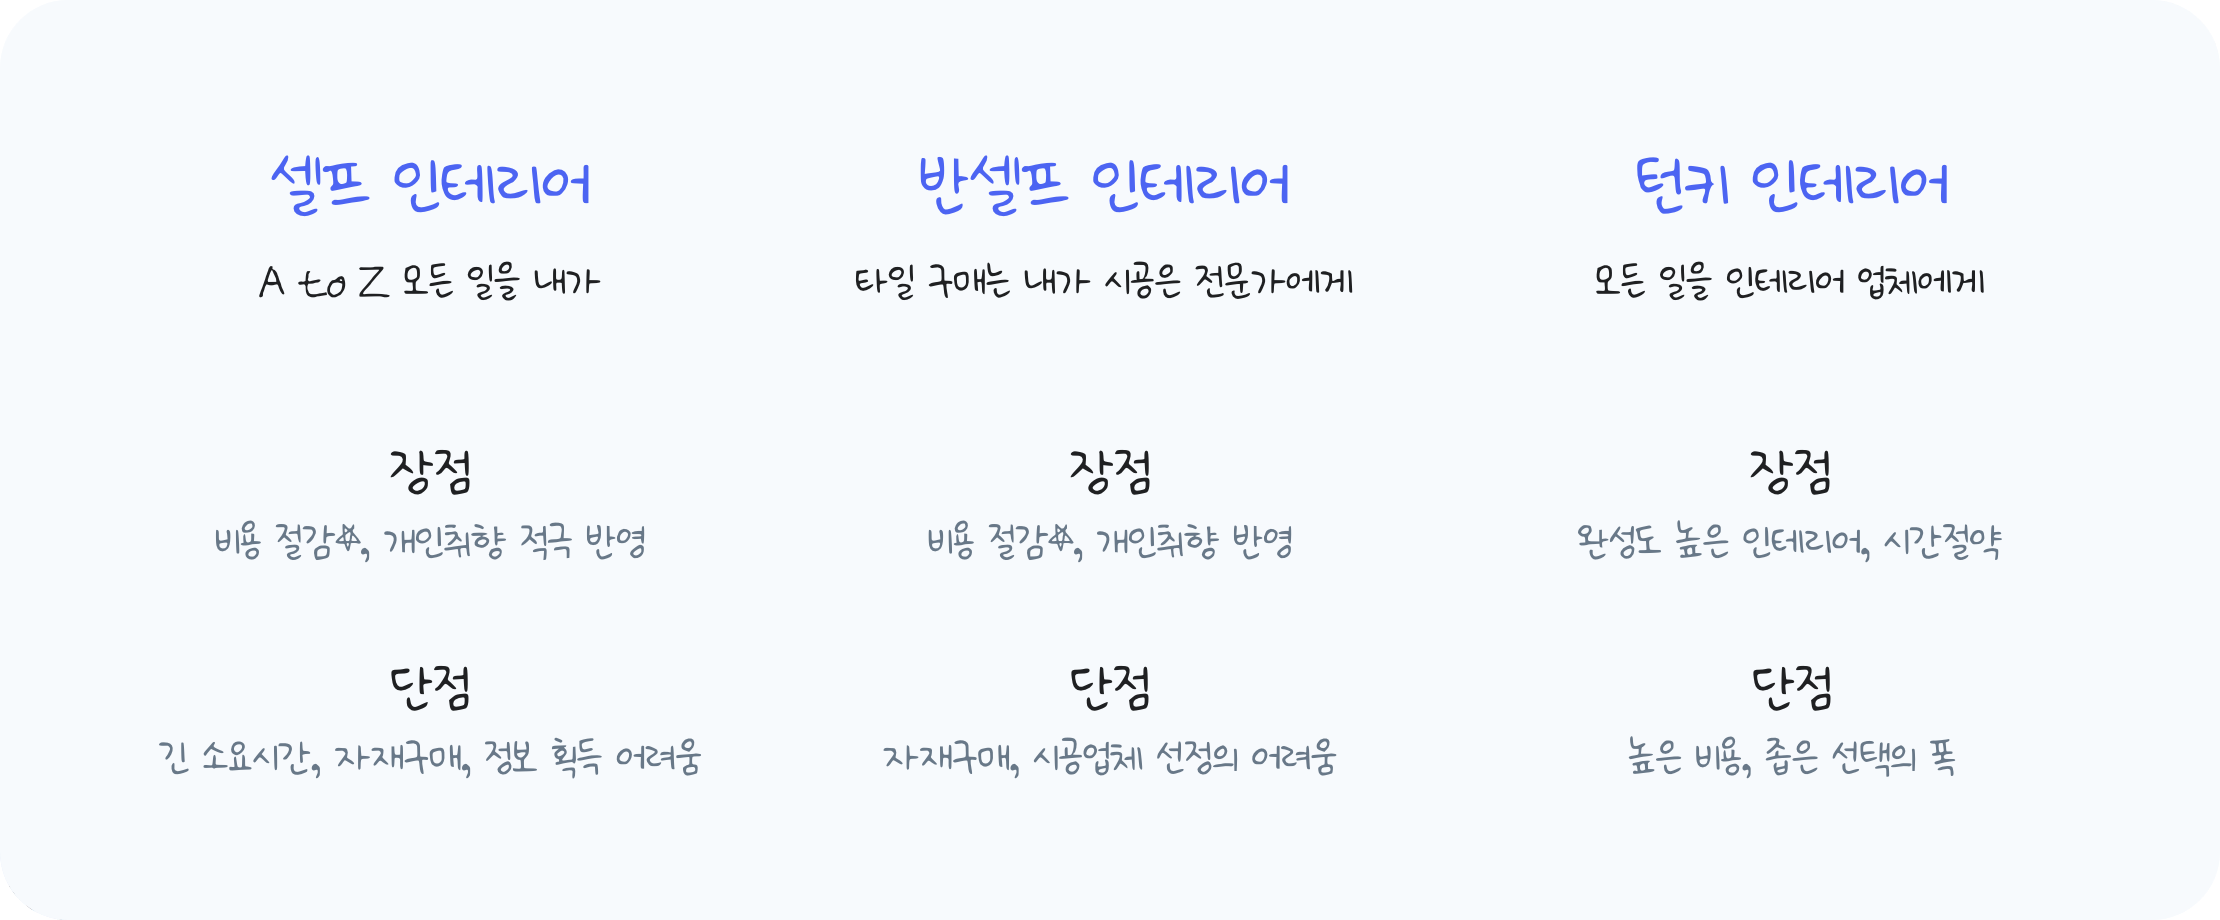 셀프 인테리어
A to Z 모든 일을 내가
장점
비용 절감☆, 개인취향 적극 반영
단점
긴 소요시간, 자재구매, 정보 획득 어려움
반셀프 인테리어
타일 구매는 내가 시공은 전문가에게
장점
비용 절감☆, 개인취향 반영
단점
자재구매, 시공업체 선정의 어려움
턴키 인테리어
모든 일을 인테리어 업체에게
장점
완성도 높은 인테리어, 시간절약
단점
높은 비용, 좁은 선택의 폭